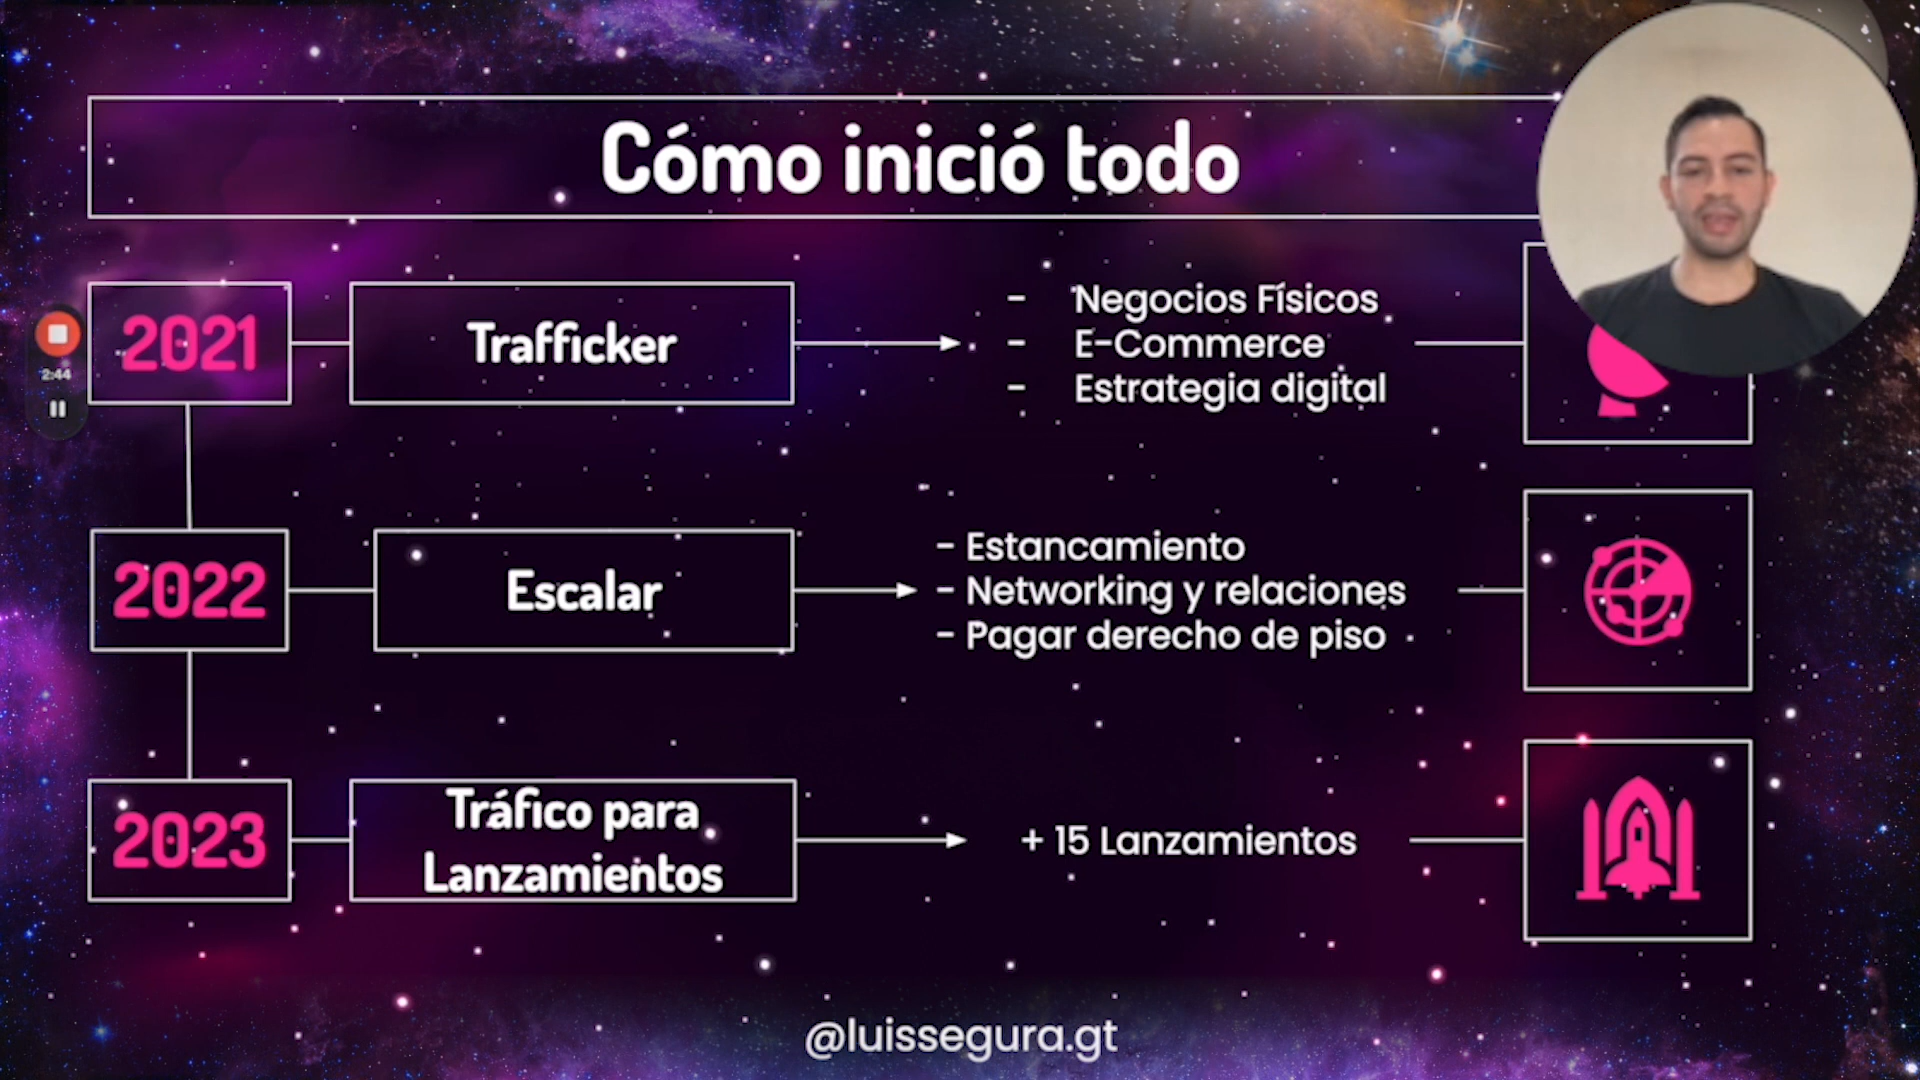 Cómo inició todo
2021
Trafficker
- Negocios Físicos
- E-Commerce
- Estrategia digital
2:44
2022
Escalar
- Estancamiento
- Networking y relaciones
- Pagar derecho de piso
2023
Tráfico para
Lanzamientos
+ 15 Lanzamientos
@luissegura.gt